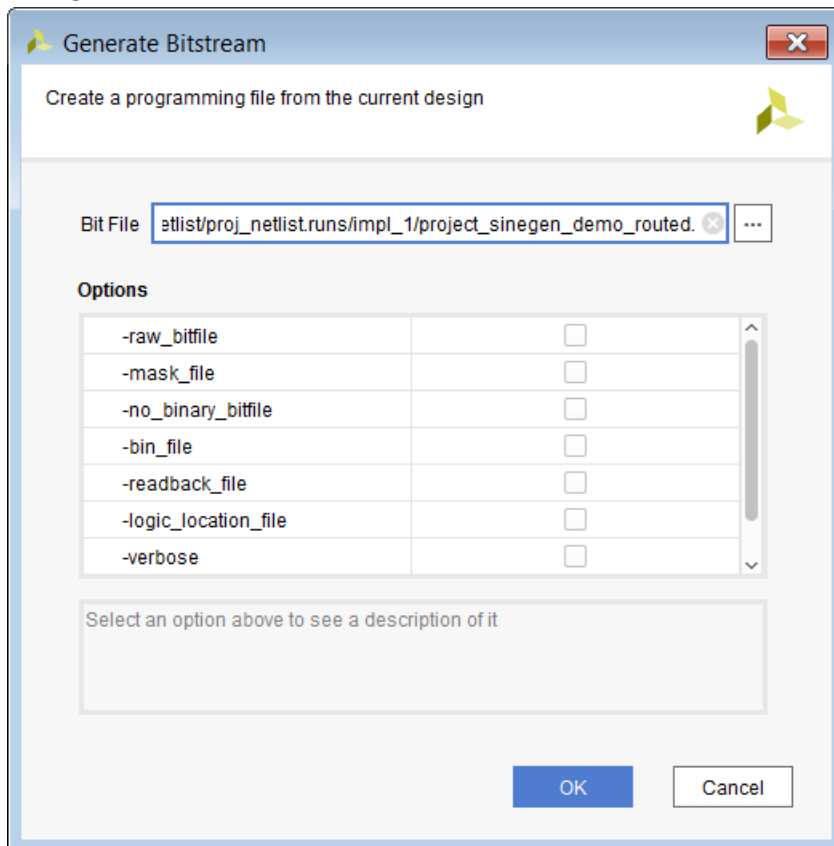 Generate Bitstream
Create a programming file from the current design
Bit File etlist/proj_netlist.runs/impl_1/project_sinegen_demo_routed. ...
Options
-raw_bitfile
-mask_file
-no_binary_bitfile
-bin_file
-readback_file
-logic_location_file
-verbose
Select an option above to see a description of it
OK Cancel